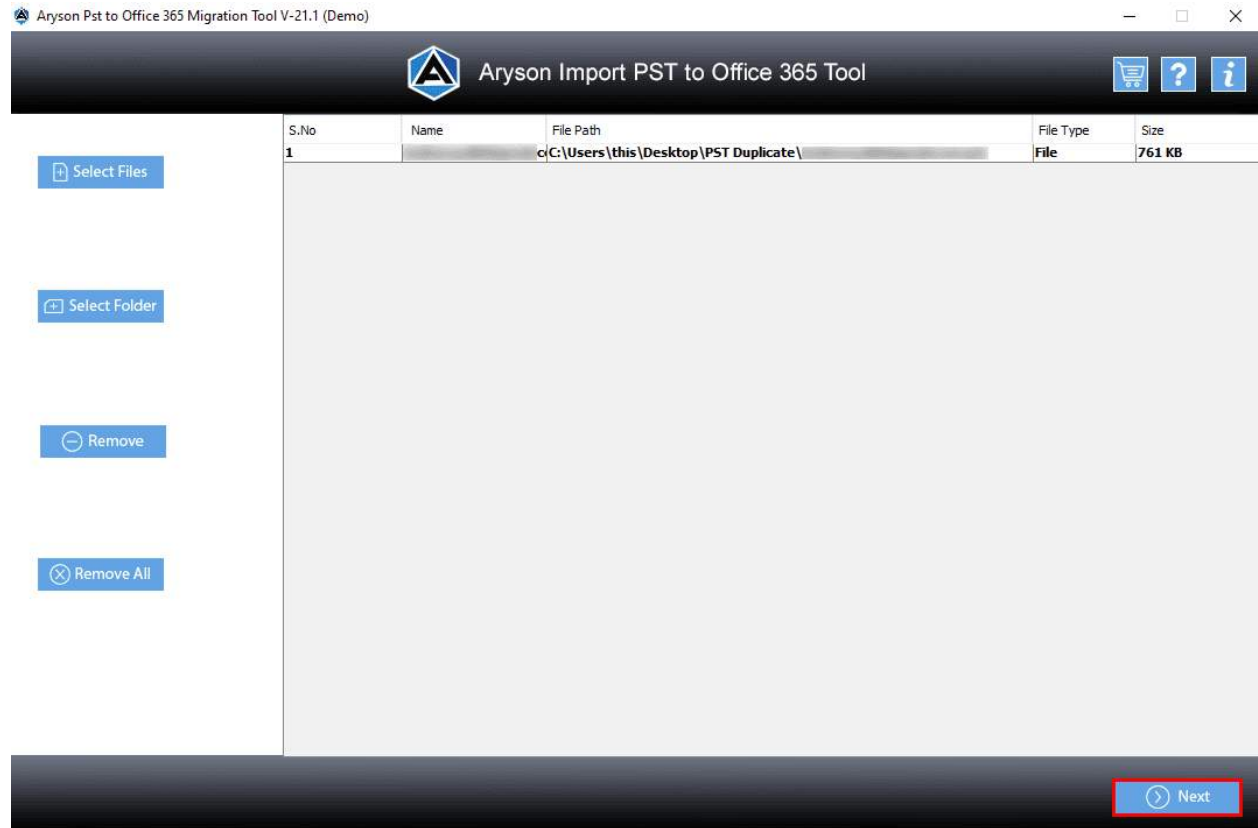 Aryson Pst to Office 365 Migration Tool V-21.1 (Demo)
Aryson Import PST to Office 365 Tool
S.No Name File Path File Type Size
1 C:\Users\this\Desktop\PST Duplicate\ File 761 KB
Select Files
Select Folder
Remove
Remove All
Next